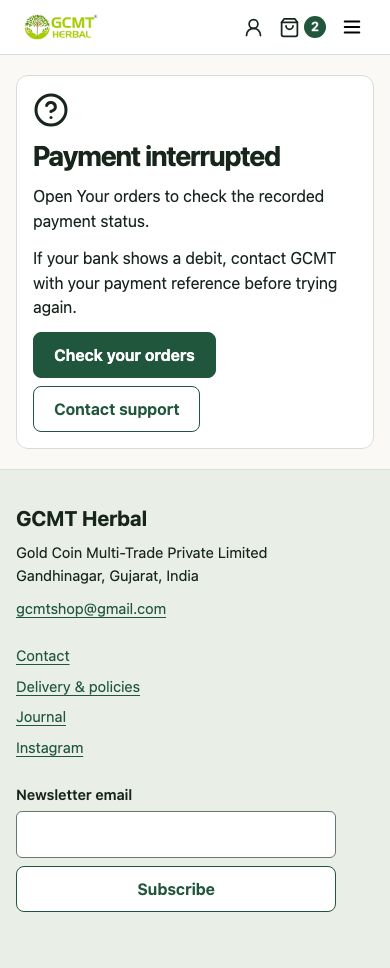 GCMT
HERBAL
2
Payment interrupted
Open Your orders to check the recorded
payment status.
If your bank shows a debit, contact GCMT
with your payment reference before trying
again.
Check your orders
Contact support
GCMT Herbal
Gold Coin Multi-Trade Private Limited
Gandhinagar, Gujarat, India
gcmtshop@gmail.com
Contact
Delivery & policies
Journal
Instagram
Newsletter email
Subscribe